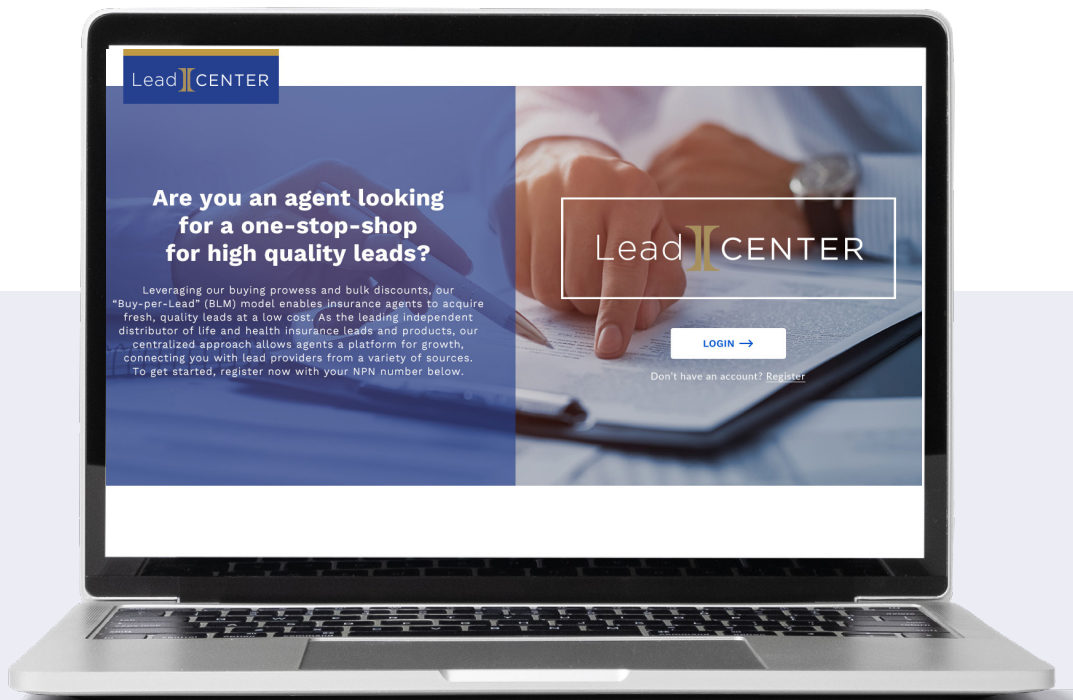 Lead CENTER
Are you an agent looking
for a one-stop-shop
for high quality leads?
Leveraging our buying prowess and bulk discounts, our
“Buy-per-Lead” (BLM) model enables insurance agents to acquire
fresh, quality leads at a low cost. As the leading independent
distributor of life and health insurance leads and products, our
centralized approach allows agents a platform for growth,
connecting you with lead providers from a variety of sources.
To get started, register now with your NPN number below.
Lead CENTER
LOGIN →
Don't have an account? Register